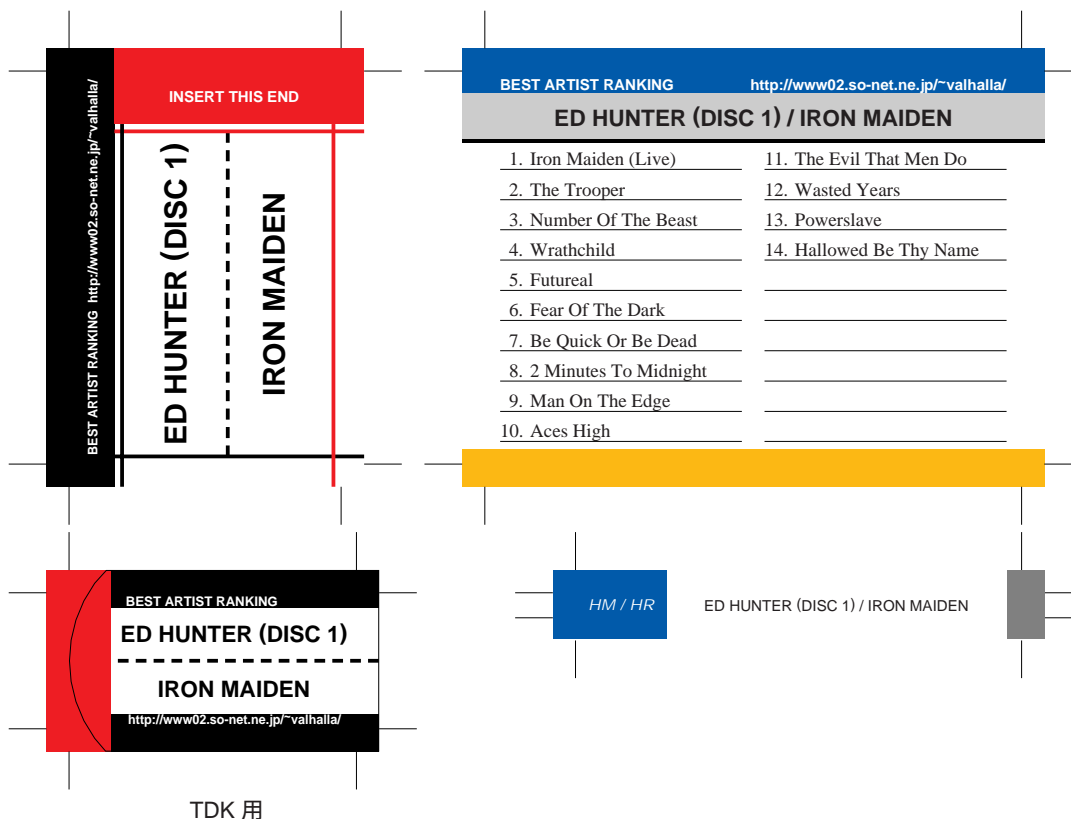 INSERT THIS END
BEST ARTIST RANKING http://www02.so-net.ne.jp/~valhalla/
ED HUNTER (DISC 1)
IRON MAIDEN
BEST ARTIST RANKING http://www02.so-net.ne.jp/~valhalla/
ED HUNTER (DISC 1) / IRON MAIDEN
1. Iron Maiden (Live)
2. The Trooper
3. Number Of The Beast
4. Wrathchild
5. Futureal
6. Fear Of The Dark
7. Be Quick Or Be Dead
8. 2 Minutes To Midnight
9. Man On The Edge
10. Aces High
11. The Evil That Men Do
12. Wasted Years
13. Powerslave
14. Hallowed Be Thy Name
BEST ARTIST RANKING
ED HUNTER (DISC 1)
IRON MAIDEN
http://www02.so-net.ne.jp/~valhalla/
TDK 用
HM / HR
ED HUNTER (DISC 1) / IRON MAIDEN